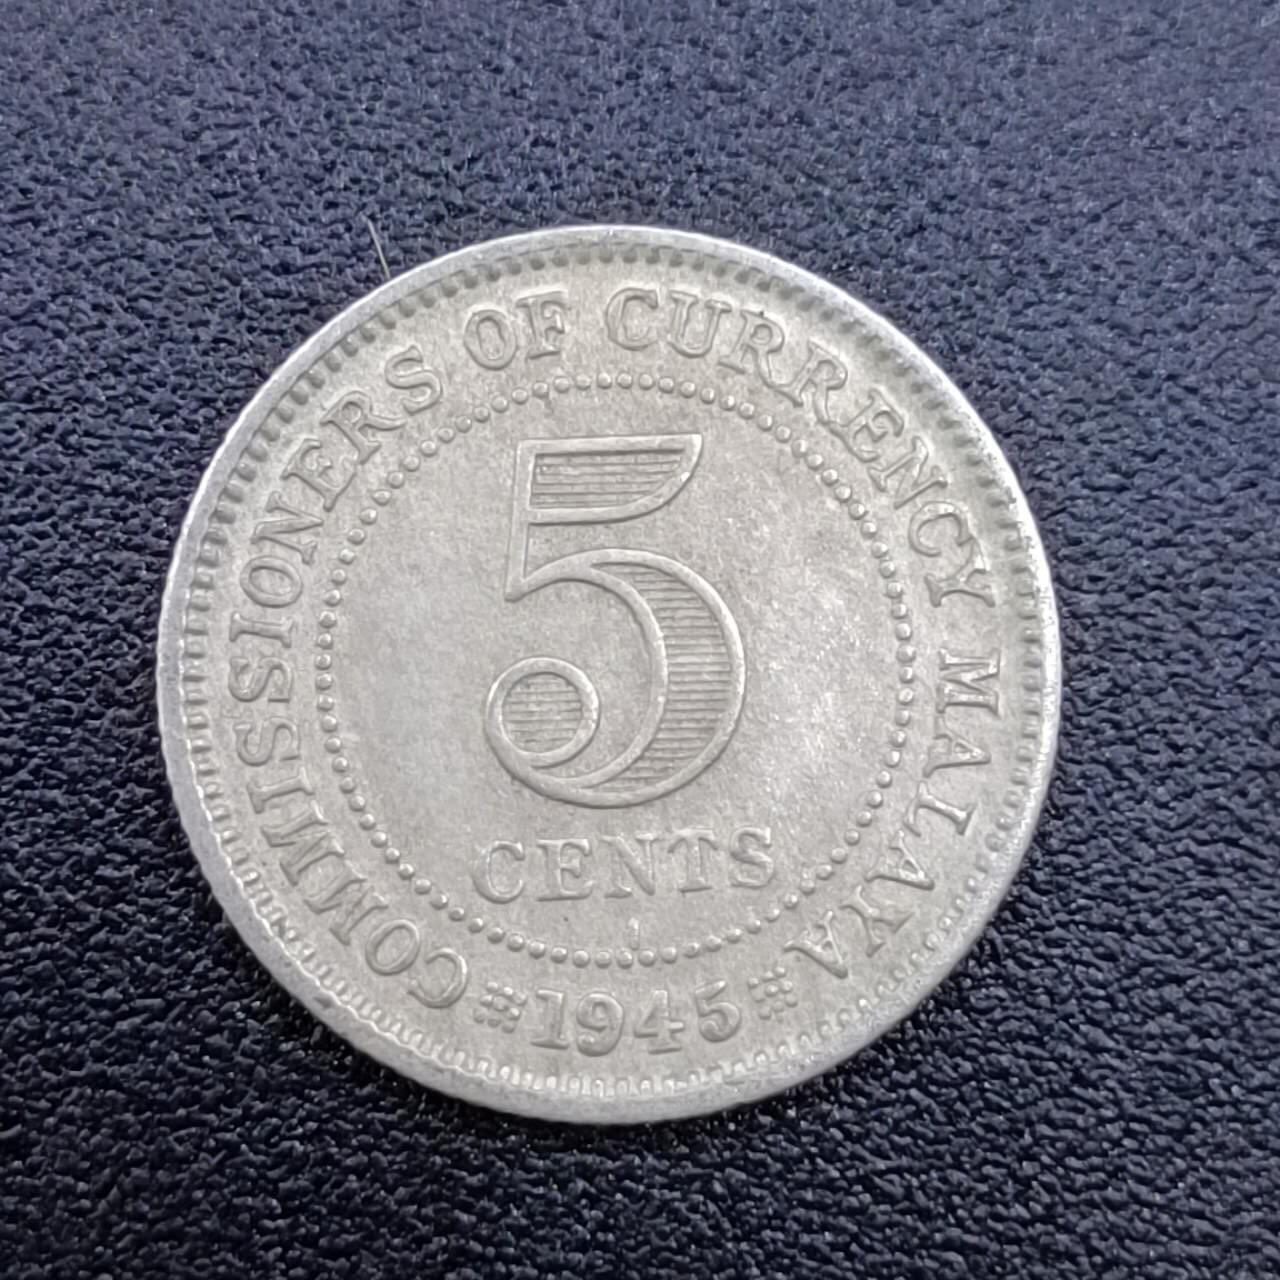 COMMISSIONERS OF CURRENCY MALAYA
5
CENTS
I
1945